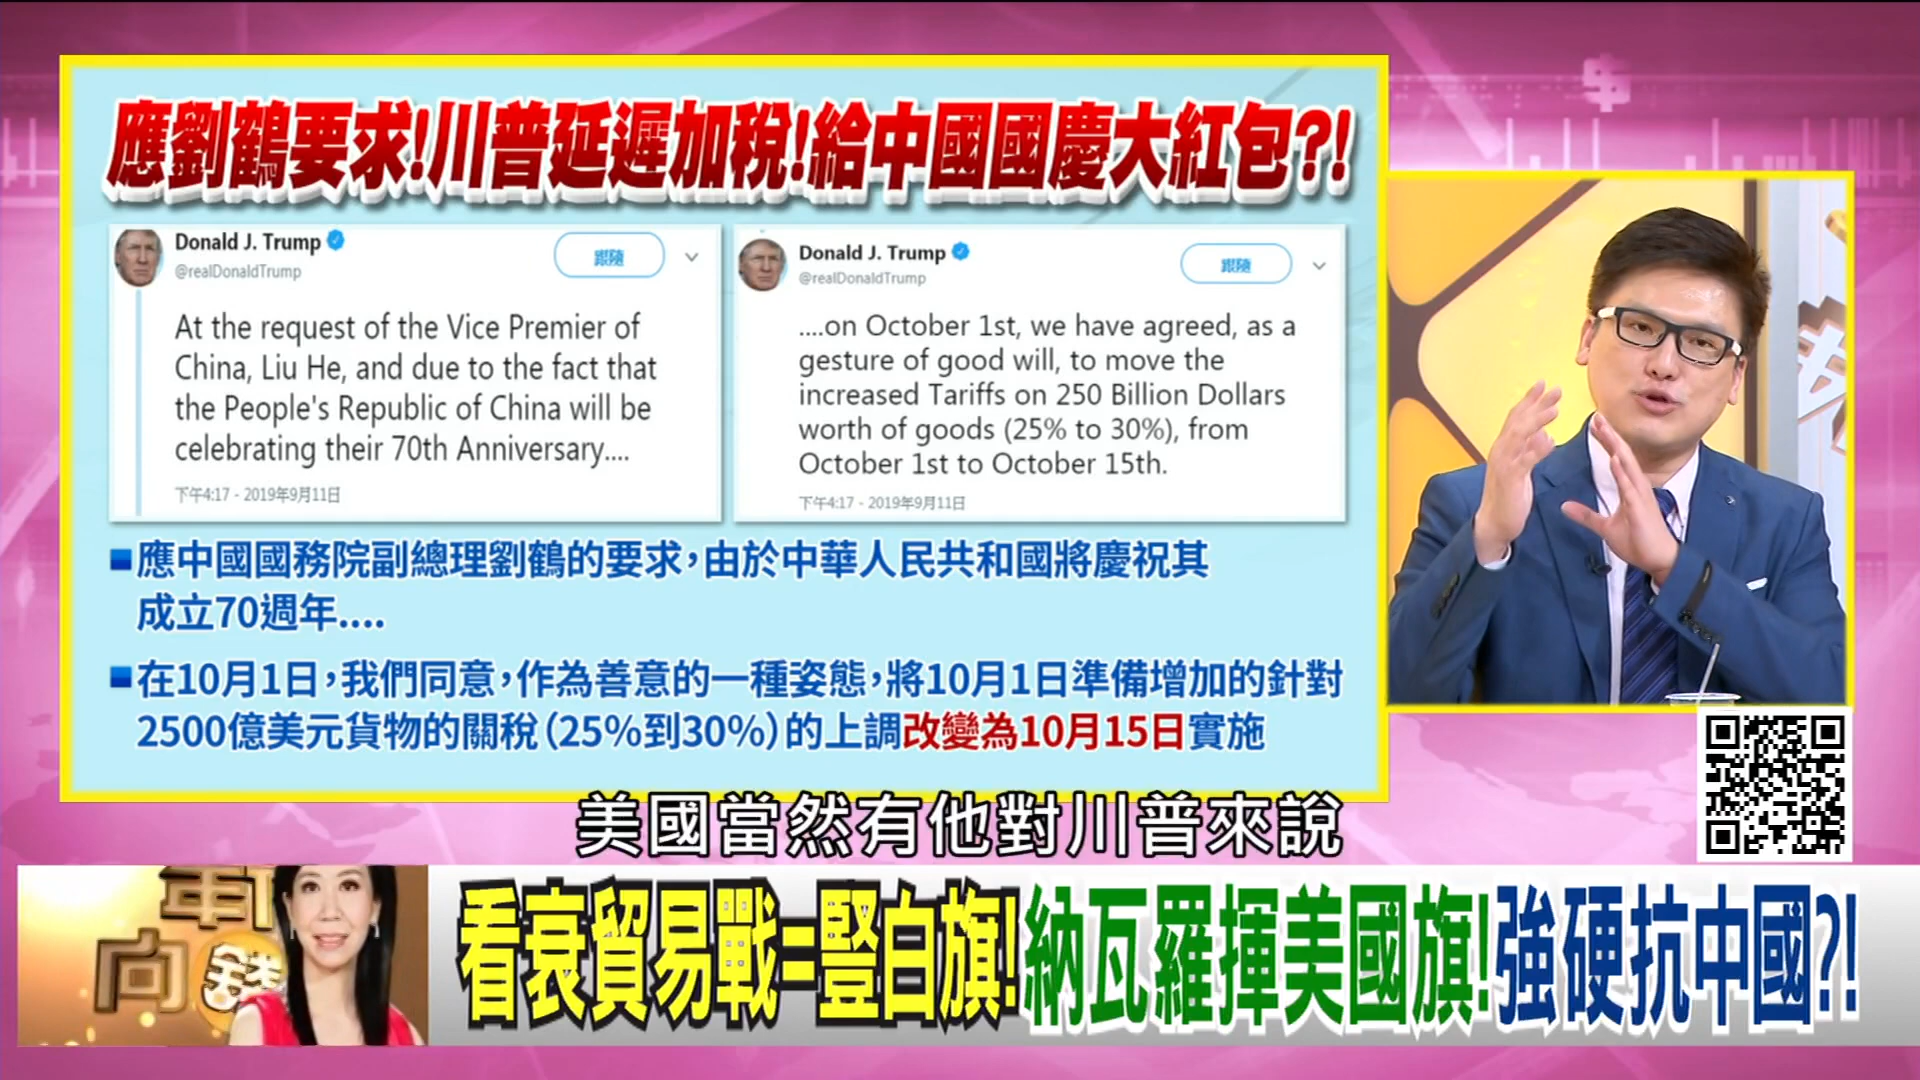 應劉鶴要求!川普延遲加稅!給中國國慶大紅包?!
Donald J. Trump
@realDonaldTrump
跟隨
At the request of the Vice Premier of
China, Liu He, and due to the fact that
the People's Republic of China will be
celebrating their 70th Anniversary....
下午4:17 - 2019年9月11日
Donald J. Trump
@realDonaldTrump
跟隨
....on October 1st, we have agreed, as a
gesture of good will, to move the
increased Tariffs on 250 Billion Dollars
worth of goods (25% to 30%), from
October 1st to October 15th.
下午4:17 - 2019年9月11日
應中國國務院副總理劉鶴的要求,由於中華人民共和國將慶祝其
成立70週年....
在10月1日,我們同意,作為善意的一種姿態,將10月1日準備增加的針對
2500億美元貨物的關稅(25%到30%)的上調改變為10月15日實施
美國當然有他對川普來說
向錢
看衰貿易戰=豎白旗!納瓦羅揮美國旗!強硬抗中國?!